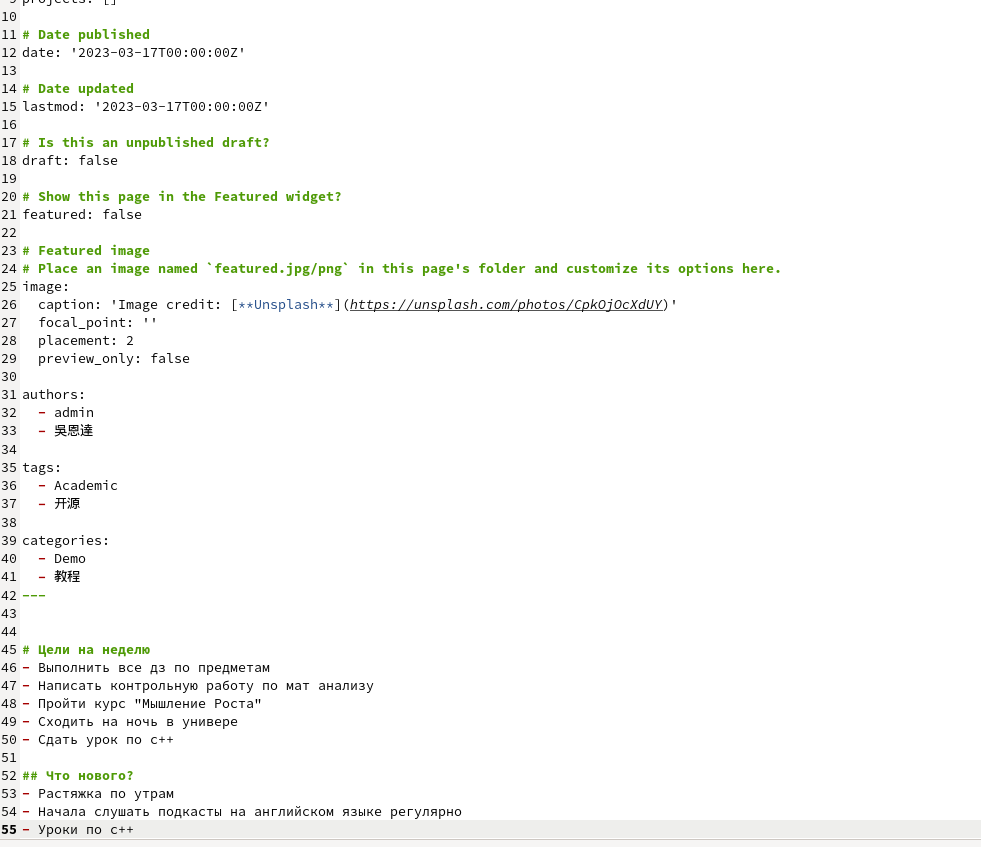 9 projects: []
10
11 # Date published
12 date: '2023-03-17T00:00:00Z'
13
14 # Date updated
15 lastmod: '2023-03-17T00:00:00Z'
16
17 # Is this an unpublished draft?
18 draft: false
19
20 # Show this page in the Featured widget?
21 featured: false
22
23 # Featured image
24 # Place an image named `featured.jpg/png` in this page's folder and customize its options here.
25 image:
26   caption: 'Image credit: [**Unsplash**](https://unsplash.com/photos/CpkOjOcXdUY)'
27   focal_point: ''
28   placement: 2
29   preview_only: false
30
31 authors:
32   - admin
33   - 吳恩達
34
35 tags:
36   - Academic
37   - 开源
38
39 categories:
40   - Demo
41   - 教程
42 ---
43
44
45 # Цели на неделю
46 - Выполнить все дз по предметам
47 - Написать контрольную работу по мат анализу
48 - Пройти курс "Мышление Роста"
49 - Сходить на ночь в универе
50 - Сдать урок по с++
51
52 ## Что нового?
53 - Растяжка по утрам
54 - Начала слушать подкасты на английском языке регулярно
55 - Уроки по с++